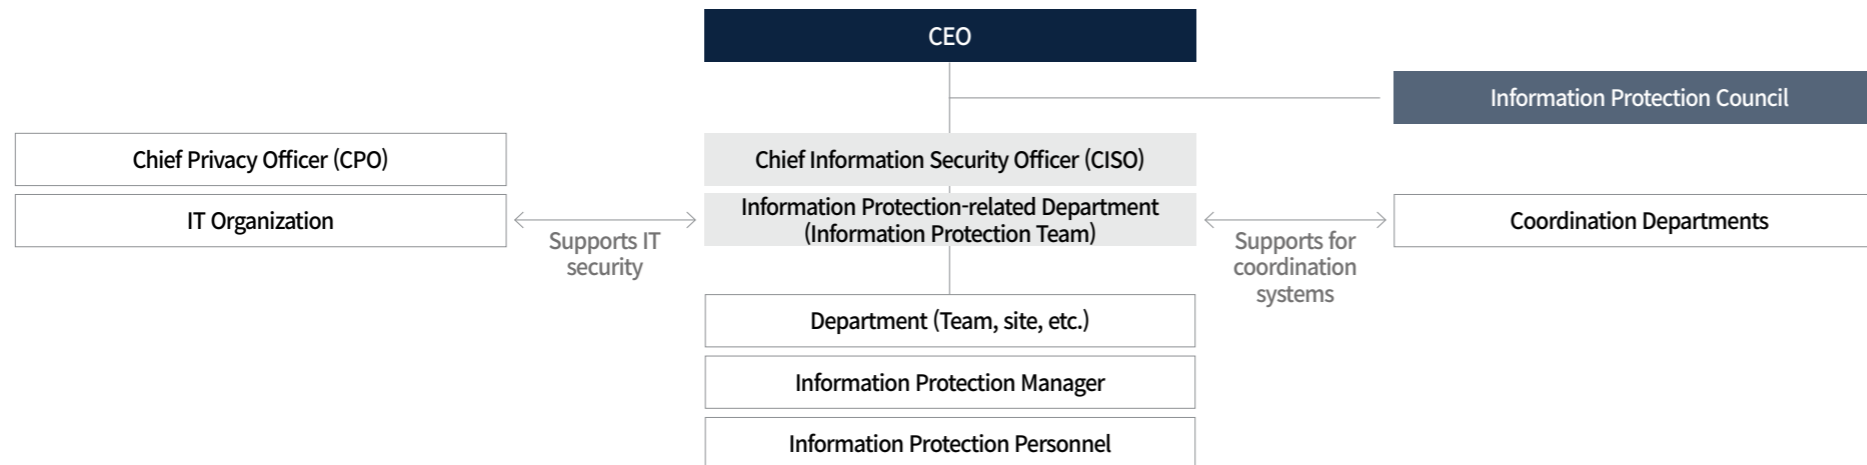 CEO
Information Protection Council
Chief Privacy Officer (CPO)
Chief Information Security Officer (CISO)
IT Organization
Supports IT
security
Information Protection-related Department
(Information Protection Team)
Supports for
coordination
systems
Coordination Departments
Department (Team, site, etc.)
Information Protection Manager
Information Protection Personnel